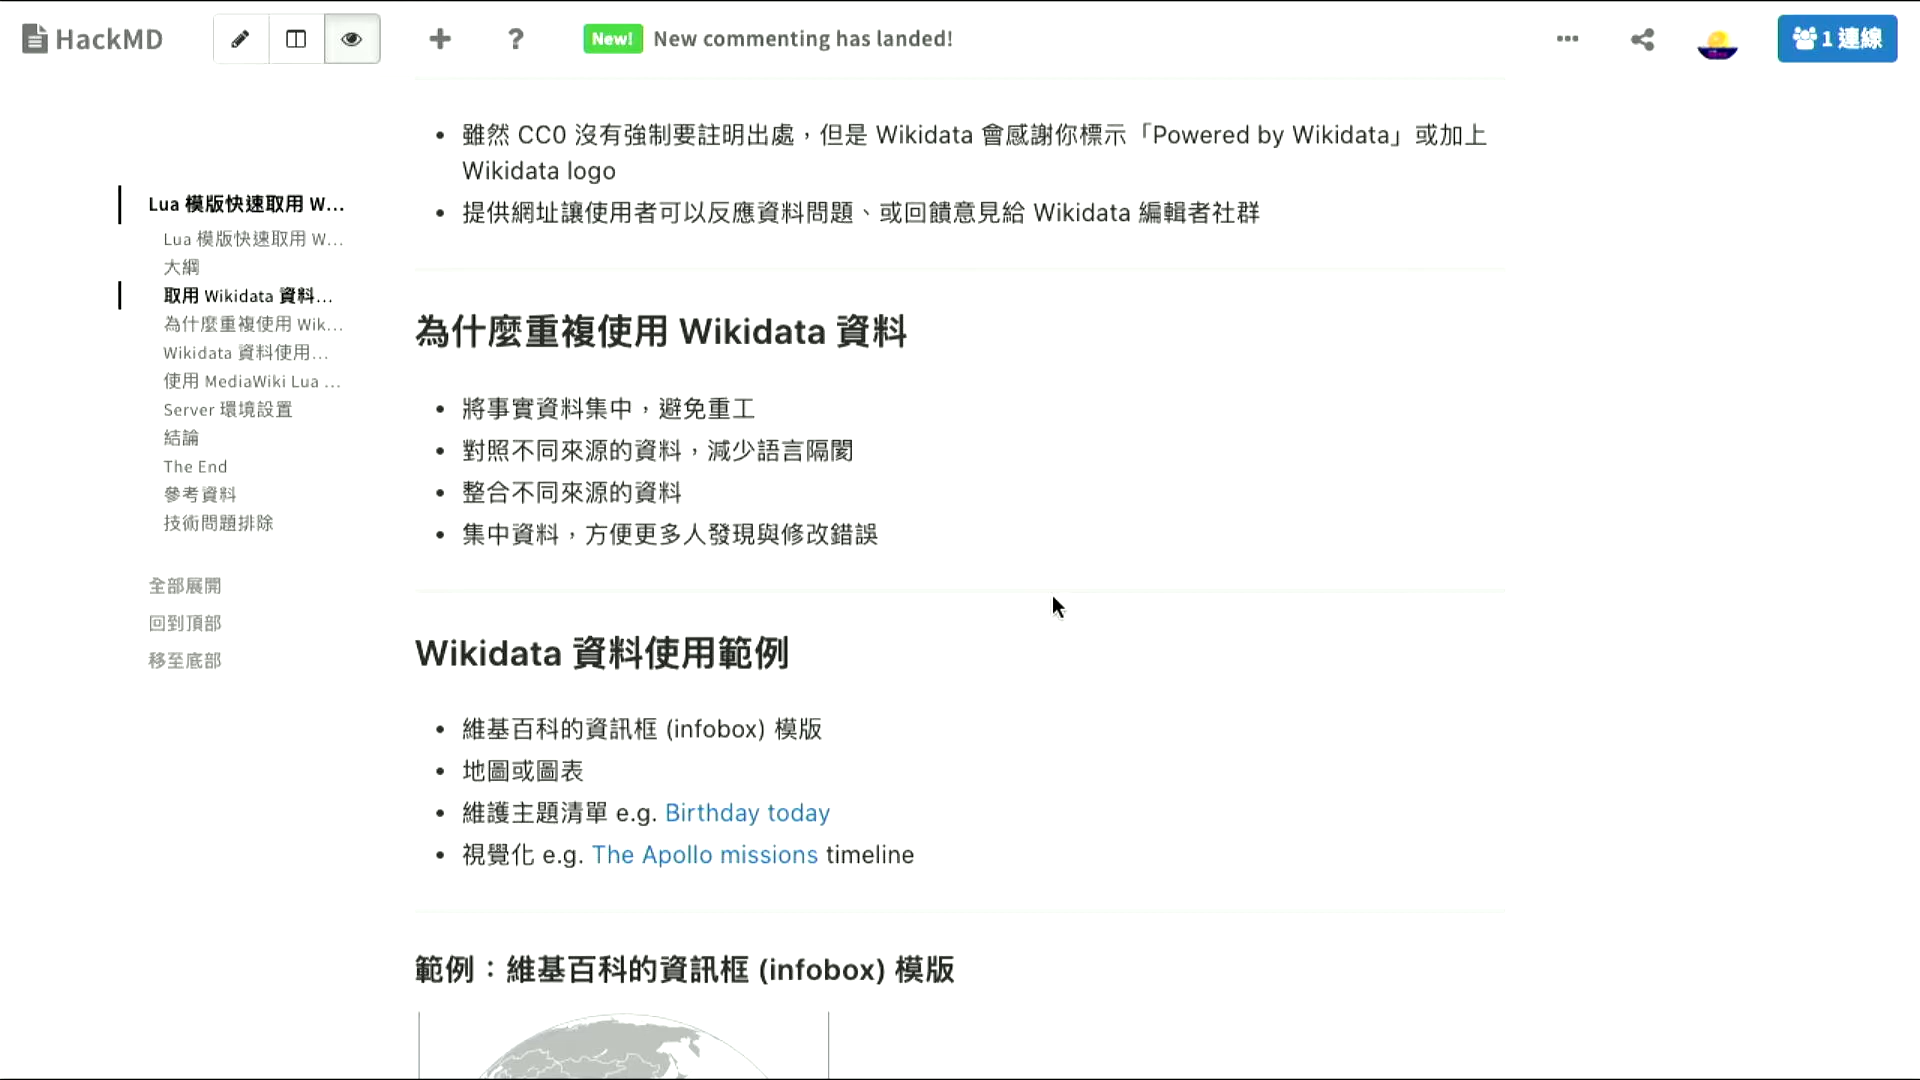 HackMD
New!
New commenting has landed!
1 連線
Lua 模版快速取用 W...
Lua 模版快速取用 W...
大綱
取用 Wikidata 資料...
為什麼重複使用 Wik...
Wikidata 資料使用...
使用 MediaWiki Lua ...
Server 環境設置
結論
The End
參考資料
技術問題排除
全部展開
回到頂部
移至底部
雖然 CC0 沒有強制要註明出處，但是 Wikidata 會感謝你標示「Powered by Wikidata」或加上
Wikidata logo
提供網址讓使用者可以反應資料問題、或回饋意見給 Wikidata 編輯者社群
為什麼重複使用 Wikidata 資料
將事實資料集中，避免重工
對照不同來源的資料，減少語言隔閡
整合不同來源的資料
集中資料，方便更多人發現與修改錯誤
Wikidata 資料使用範例
維基百科的資訊框 (infobox) 模版
地圖或圖表
維護主題清單 e.g. Birthday today
視覺化 e.g. The Apollo missions timeline
範例：維基百科的資訊框 (infobox) 模版